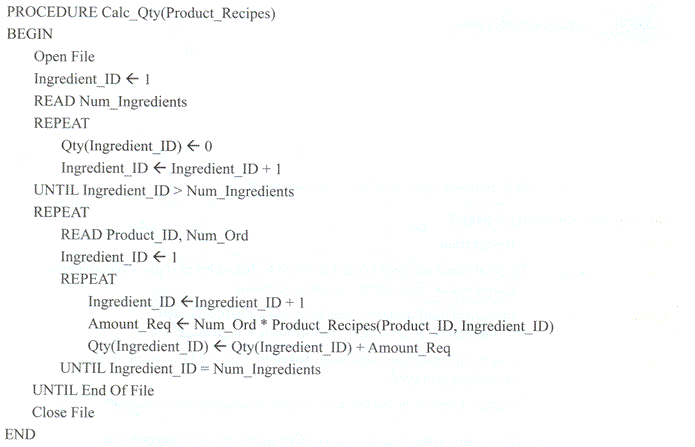 PROCEDURE Calc_Qty(Product_Recipes)
BEGIN
Open File
Ingredient_ID ← 1
READ Num_Ingredients
REPEAT
Qty(Ingredient_ID) ← 0
Ingredient_ID ← Ingredient_ID + 1
UNTIL Ingredient_ID > Num_Ingredients
REPEAT
READ Product_ID, Num_Ord
Ingredient_ID ← 1
REPEAT
Ingredient_ID ←Ingredient_ID + 1
Amount_Req ← Num_Ord * Product_Recipes(Product_ID, Ingredient_ID)
Qty(Ingredient_ID) ← Qty(Ingredient_ID) + Amount_Req
UNTIL Ingredient_ID = Num_Ingredients
UNTIL End Of File
Close File
END